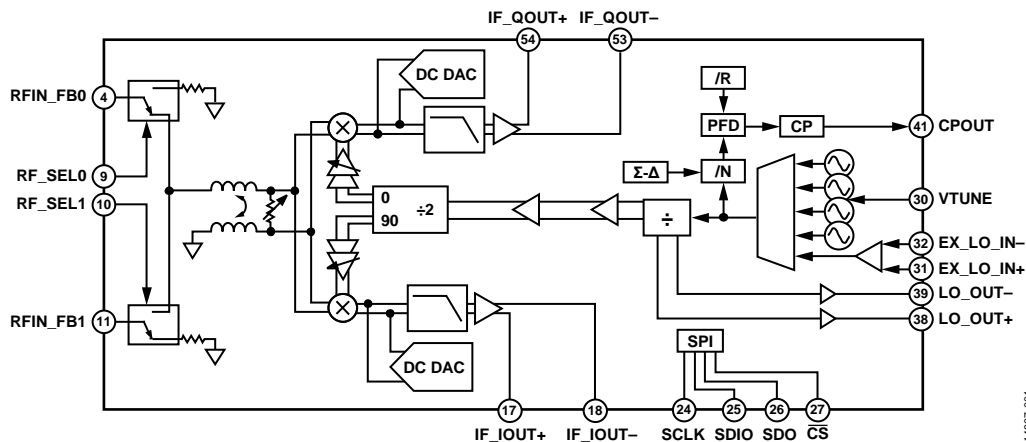 IF_QOUT+ IF_QOUT–
54 53
DC DAC
/R
RFIN_FB0 4
PFD CP 41 CPOUT
RF_SEL0 9
Σ-Δ /N
RF_SEL1 10
0
90
÷2
÷
30 VTUNE
32 EX_LO_IN–
31 EX_LO_IN+
39 LO_OUT–
38 LO_OUT+
RFIN_FB1 11
DC DAC
SPI
17 18 24 25 26 27
IF_IOUT+ IF_IOUT– SCLK SDIO SDO CS